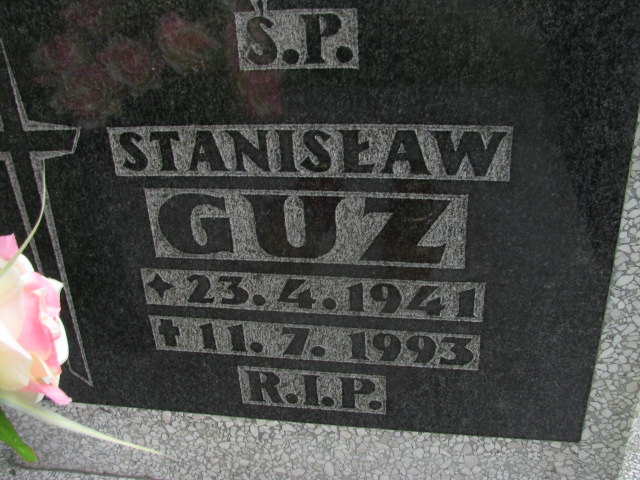 Ś.P.
STANISŁAW
GUZ
✦ 23.4.1941
✝ 11.7.1993
R.I.P.